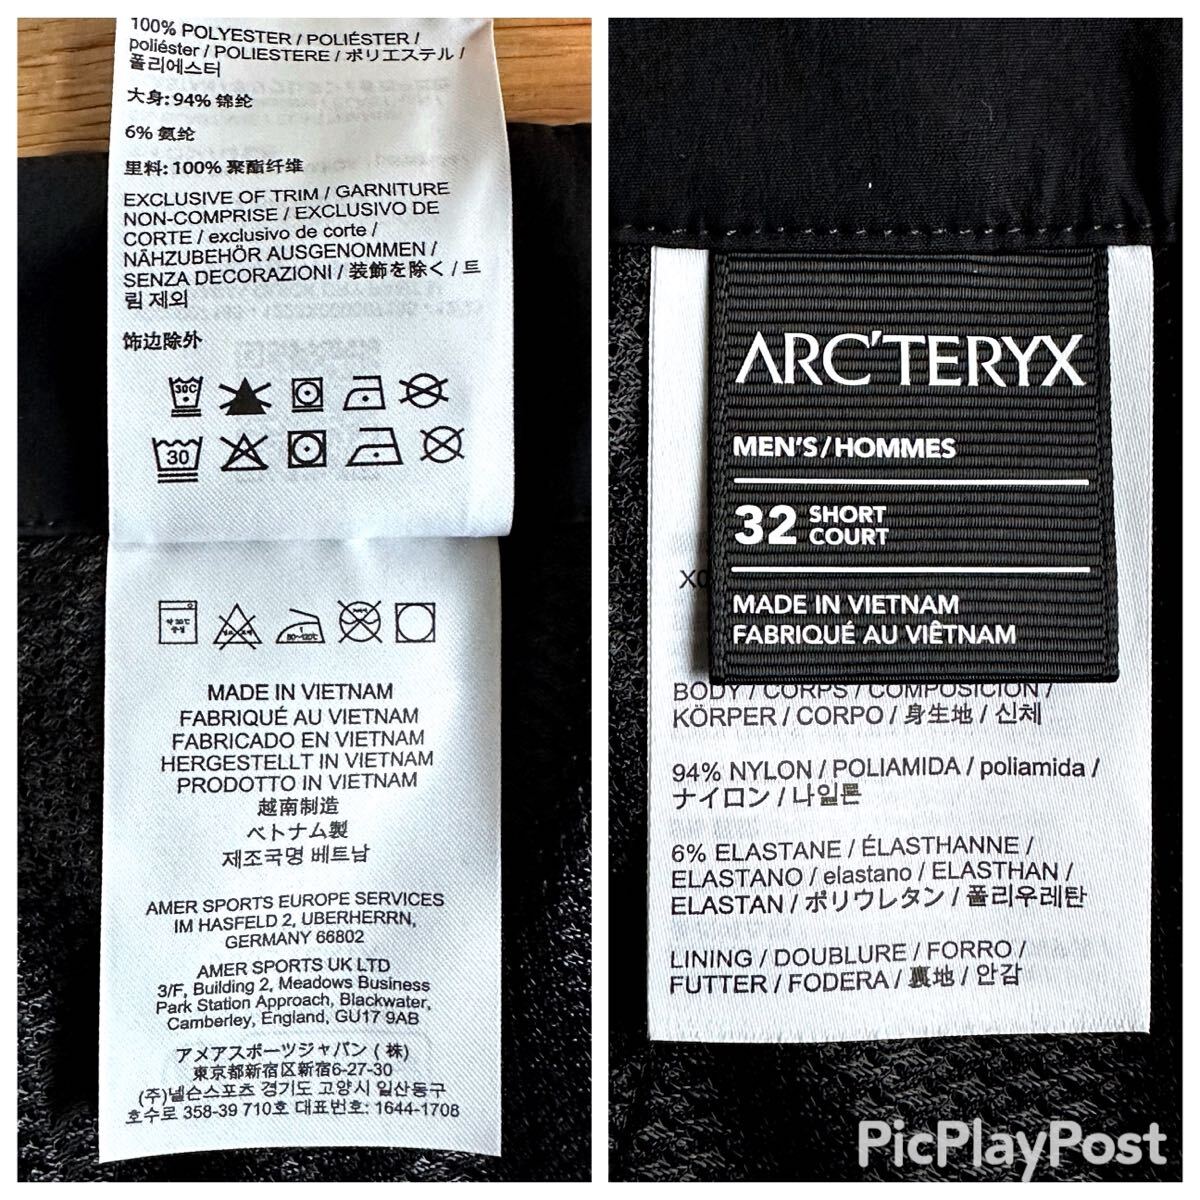 100% POLYESTER / POLIÉSTER /
poliéster / POLIESTERE / ポリエステル /
폴리에스터
大身: 94% 锦纶
6% 氨纶
里料: 100% 聚酯纤维
EXCLUSIVE OF TRIM / GARNITURE
NON-COMPRISE / EXCLUSIVO DE
CORTE / exclusivo de corte /
NÄHZUBEHÖR AUSGENOMMEN /
SENZA DECORAZIONI / 装飾を除く / 트
림 제외
饰边除外
30C
30
MADE IN VIETNAM
FABRIQUÉ AU VIETNAM
FABRICADO EN VIETNAM
HERGESTELLT IN VIETNAM
PRODOTTO IN VIETNAM
越南制造
ベトナム製
제조국명 베트남
AMER SPORTS EUROPE SERVICES
IM HASFELD 2, UBERHERRN,
GERMANY 66802
AMER SPORTS UK LTD
3/F, Building 2, Meadows Business
Park Station Approach, Blackwater,
Camberley, England, GU17 9AB
アメアスポーツジャパン (株)
東京都新宿区新宿6-27-30
(주)넬슨스포츠 경기도 고양시 일산동구
호수로 358-39 710호 대표번호: 1644-1708
ARC'TERYX
MEN'S/HOMMES
32 SHORT
COURT
MADE IN VIETNAM
FABRIQUÉ AU VIÊTNAM
BODY / CORPS / COMPOSICIÓN /
KÖRPER / CORPO / 身生地 / 신체
94% NYLON / POLIAMIDA / poliamida /
ナイロン / 나일론
6% ELASTANE / ÉLASTHANNE /
ELASTANO / elastano / ELASTHAN /
ELASTAN / ポリウレタン / 폴리우레탄
LINING / DOUBLURE / FORRO /
FUTTER / FODERA / 裏地 / 안감
PicPlayPost